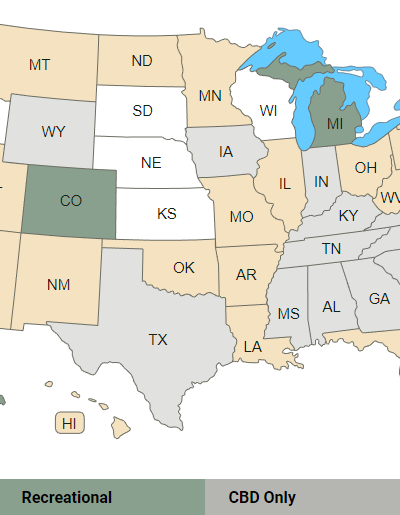 MT
ND
MN
SD
WI
MI
WY
IA
NE
OH
IL
IN
CO
WV
KS
MO
KY
TN
OK
AR
NM
MS
AL
GA
TX
LA
HI
Recreational
CBD Only